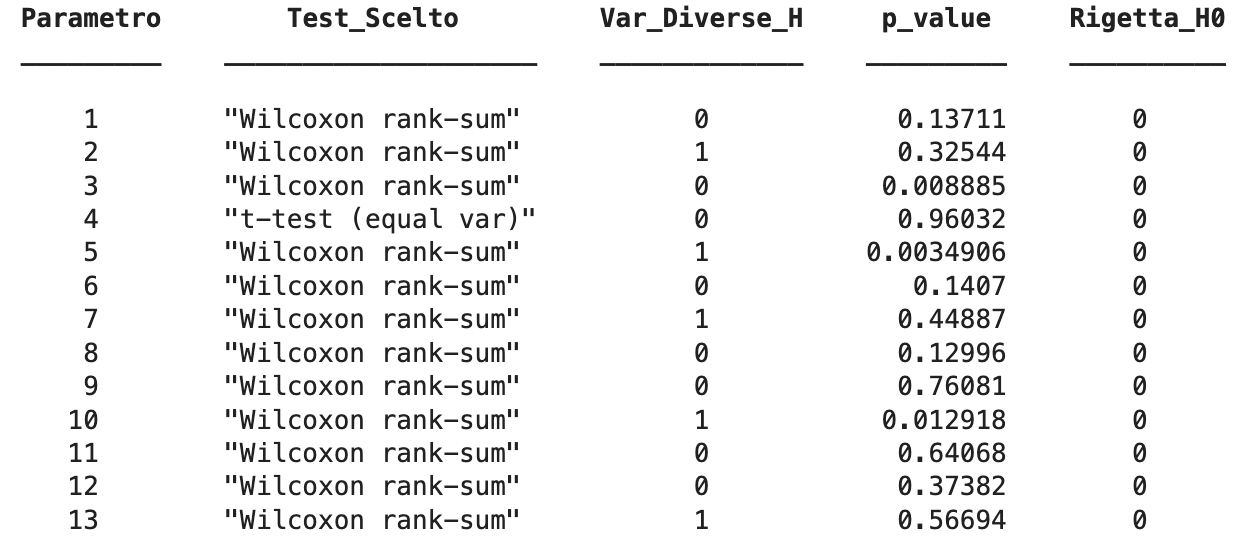 Parametro Test_Scelto Var_Diverse_H p_value Rigetta_H0
1 "Wilcoxon rank-sum" 0 0.13711 0
2 "Wilcoxon rank-sum" 1 0.32544 0
3 "Wilcoxon rank-sum" 0 0.008885 0
4 "t-test (equal var)" 0 0.96032 0
5 "Wilcoxon rank-sum" 1 0.0034906 0
6 "Wilcoxon rank-sum" 0 0.1407 0
7 "Wilcoxon rank-sum" 1 0.44887 0
8 "Wilcoxon rank-sum" 0 0.12996 0
9 "Wilcoxon rank-sum" 0 0.76081 0
10 "Wilcoxon rank-sum" 1 0.012918 0
11 "Wilcoxon rank-sum" 0 0.64068 0
12 "Wilcoxon rank-sum" 0 0.37382 0
13 "Wilcoxon rank-sum" 1 0.56694 0